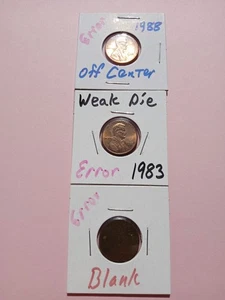 Error 1988
Off Center
Weak Die
Error 1983
Error
Blank